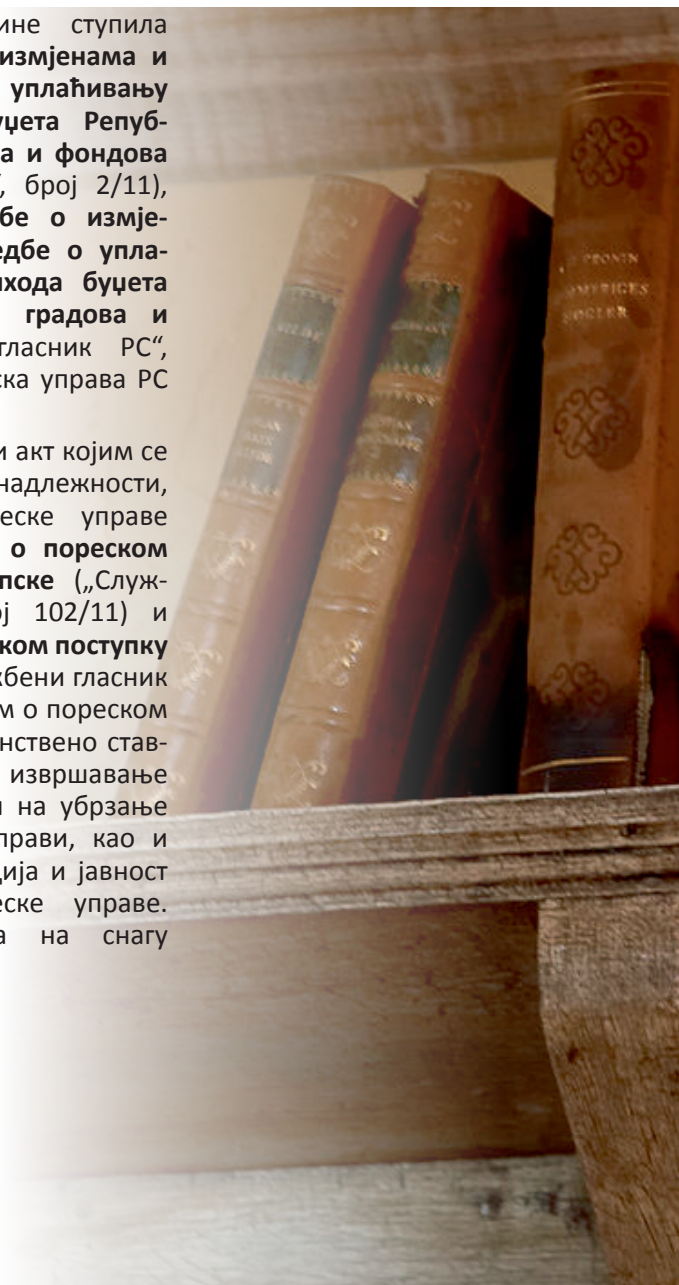 ине ступила
измјенама и
уплаћивању
уџета Репуб-
а и фондова
број 2/11),
бе о измје-
едбе о упла-
хода буџета
градова и
гласник РС“,
ска управа РС
и акт којим се
надлежности,
еске управе
о пореском
пске („Служ-
ој 102/11) и
ком поступку
жбени гласник
м о пореском
нствено став-
извршавање
и на убрзање
прави, као и
ција и јавност
еске управе.
а на снагу